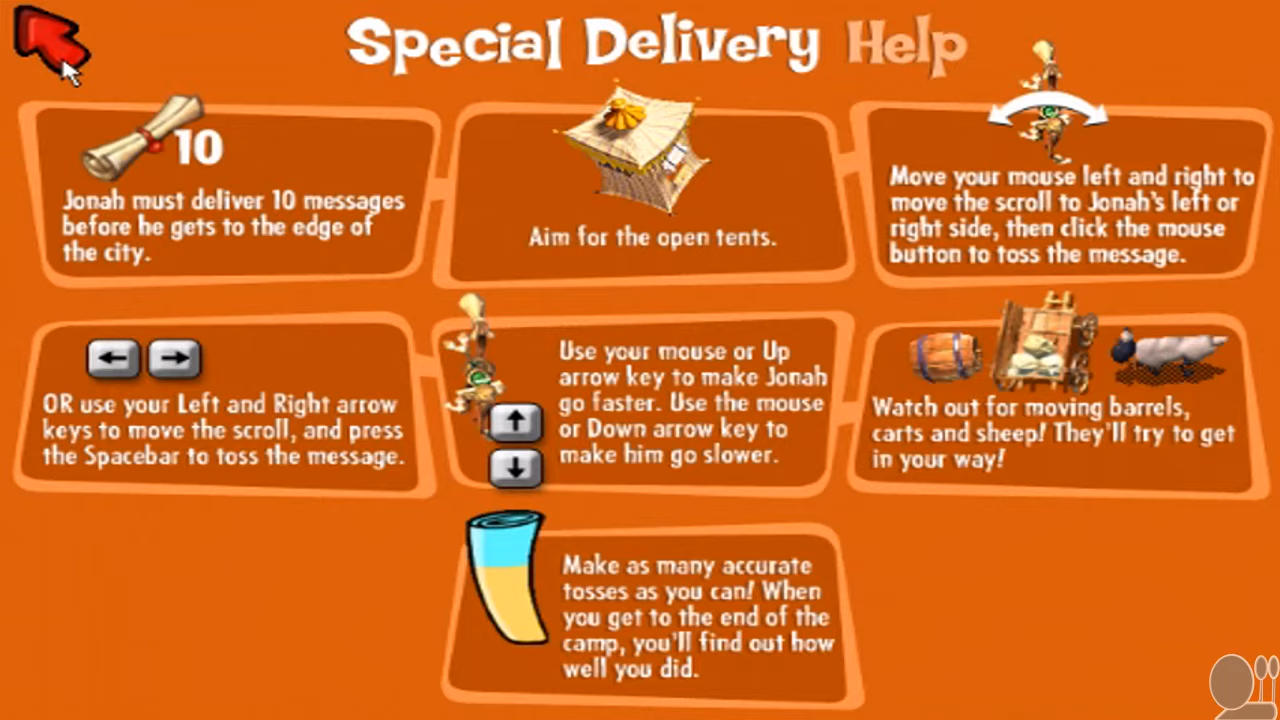 Special Delivery Help
10
Jonah must deliver 10 messages
before he gets to the edge of
the city.
Aim for the open tents.
Move your mouse left and right to
move the scroll to Jonah's left or
right side, then click the mouse
button to toss the message.
OR use your Left and Right arrow
keys to move the scroll, and press
the Spacebar to toss the message.
Use your mouse or Up
arrow key to make Jonah
go faster. Use the mouse
or Down arrow key to
make him go slower.
Watch out for moving barrels,
carts and sheep! They'll try to get
in your way!
Make as many accurate
tosses as you can! When
you get to the end of the
camp, you'll find out how
well you did.